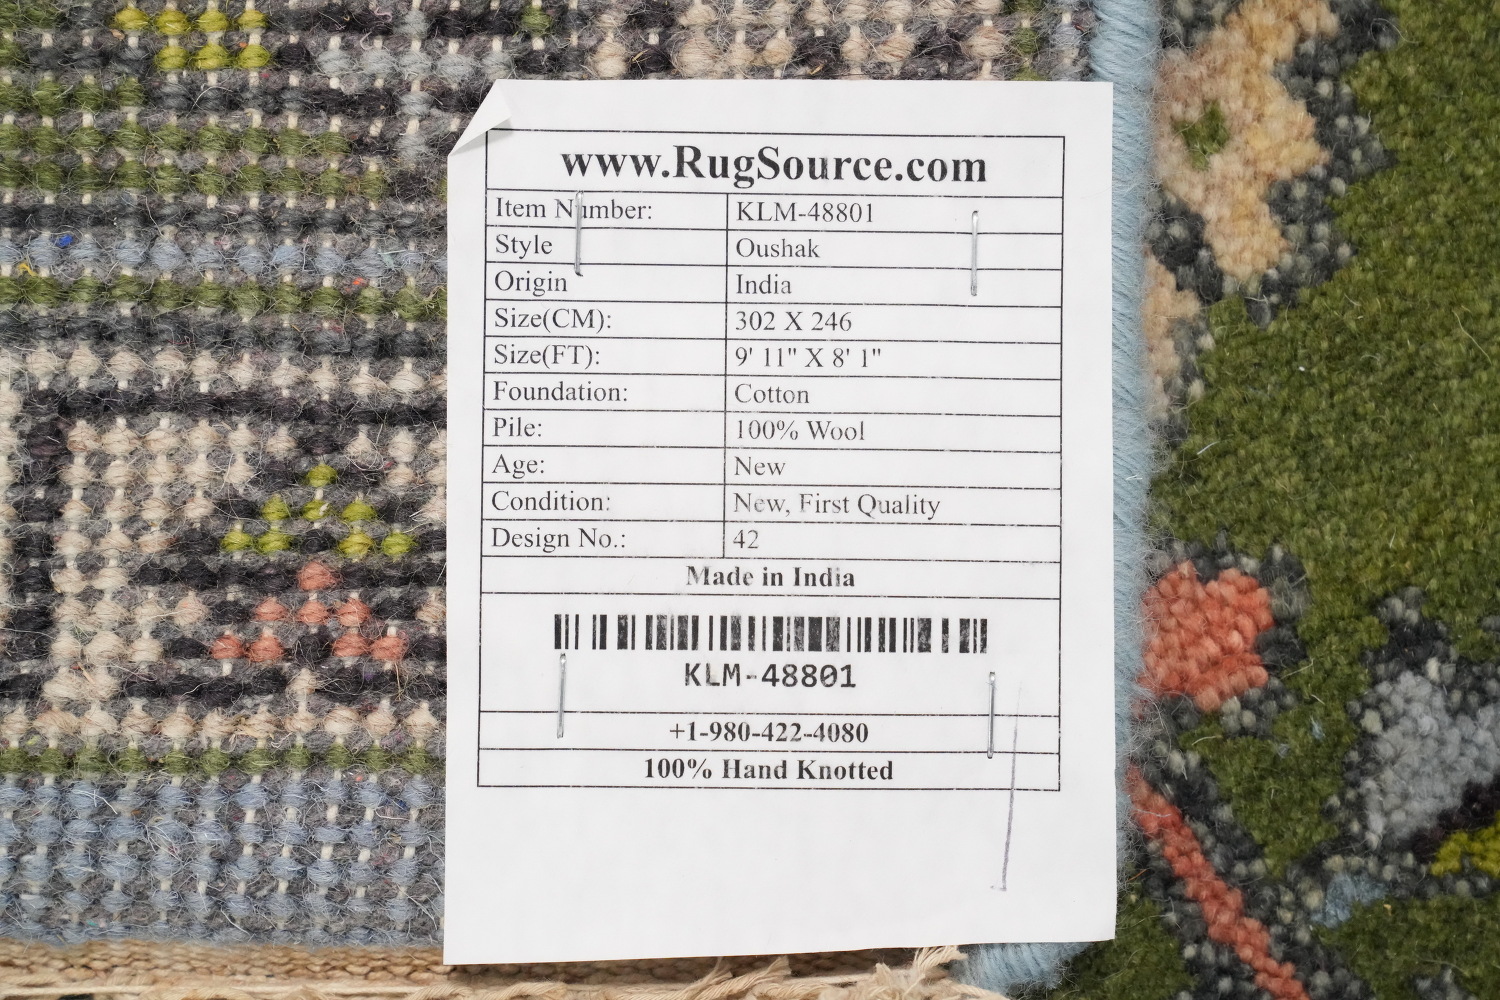 www.RugSource.com
Item Number: KLM-48801
Style Oushak
Origin India
Size(CM): 302 X 246
Size(FT): 9' 11" X 8' 1"
Foundation: Cotton
Pile: 100% Wool
Age: New
Condition: New, First Quality
Design No.: 42
Made in India
KLM-48801
+1-980-422-4080
100% Hand Knotted